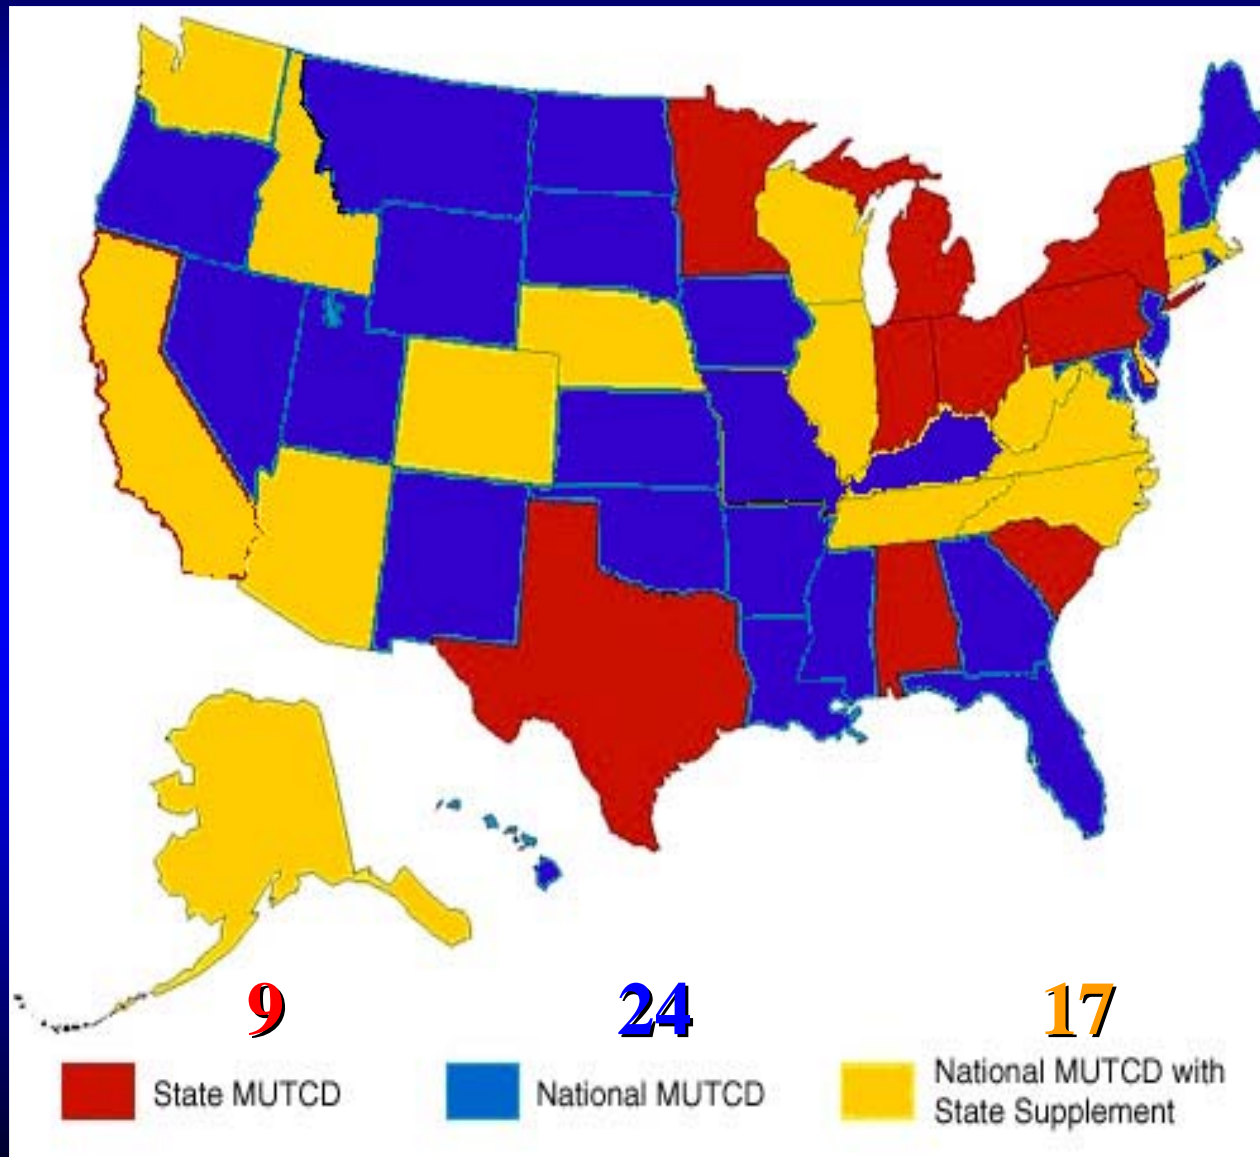 9 24 17
State MUTCD
National MUTCD
National MUTCD with
State Supplement